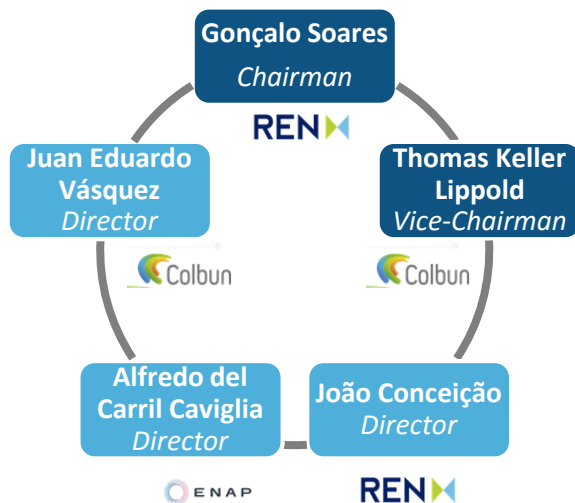 Gonçalo Soares
Chairman
REN
Juan Eduardo
Vásquez
Director
Colbun
Thomas Keller
Lippold
Vice-Chairman
Colbun
Alfredo del
Carril Caviglia
Director
ENAP
João Conceição
Director
REN